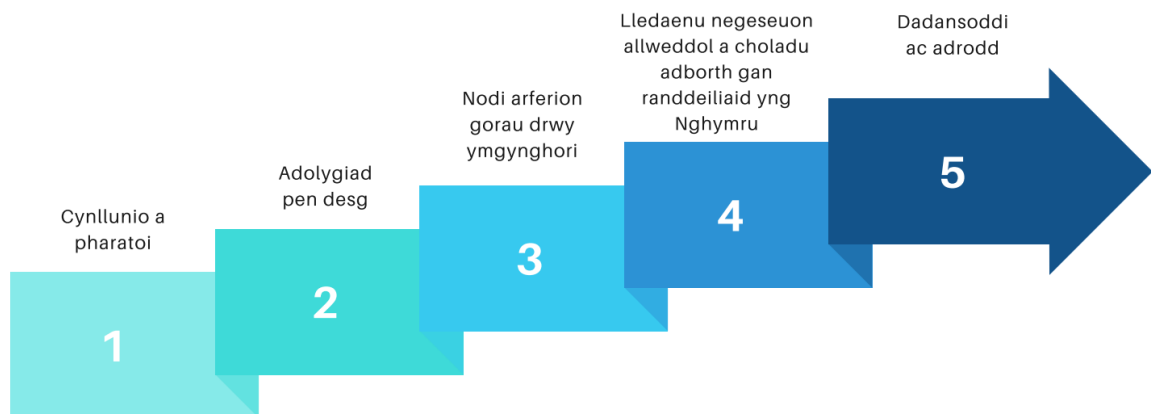 Cynllunio a
pharatoi
1
Adolygiad
pen desg
2
Nodi arferion
gorau drwy
ymgynghori
3
Lledaenu negeseuon
allweddol a choladu
adborth gan
randdeiliaid yng
Nghymru
4
Dadansoddi
ac adrodd
5